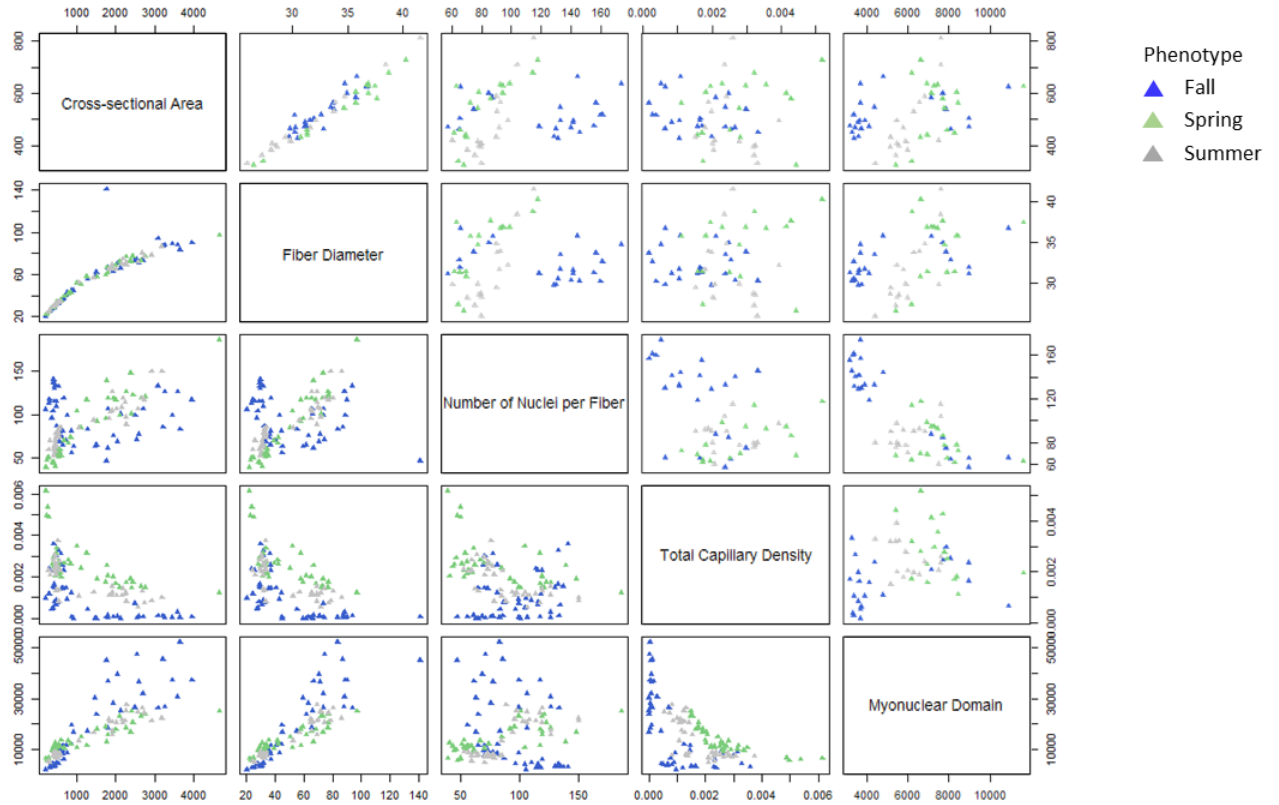 1000 2000 3000 4000 30 35 40 60 80 100 120 140 160 0.000 0.002 0.004 4000 6000 8000 10000
Phenotype
Fall
Spring
Summer
Cross-sectional Area
400 600 800
20 60 100 140
Fiber Diameter
30 35 40
50 100 150
Number of Nuclei per Fiber
60 80 120 160
0.000 0.002 0.004 0.006
Total Capillary Density
0.000 0.002 0.004
10000 30000 50000
Myonuclear Domain
10000 30000 50000
1000 2000 3000 4000 20 40 60 80 100 120 140 50 100 150 0.000 0.002 0.004 0.006 4000 6000 8000 10000